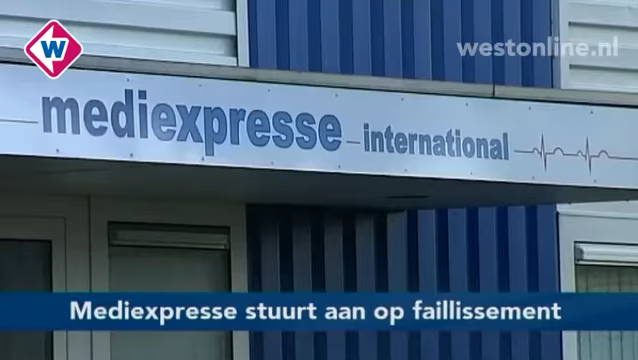 W
westonline.nl
mediexpresse international
Mediexpresse stuurt aan op faillissement